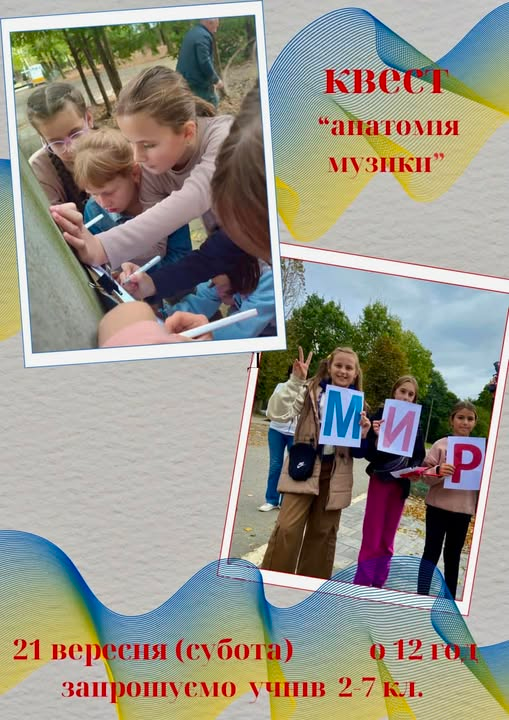 квест
“анатомія
музики”
М И Р
21 вересня (субота) о 12 год
запрошуємо учнів 2-7 кл.